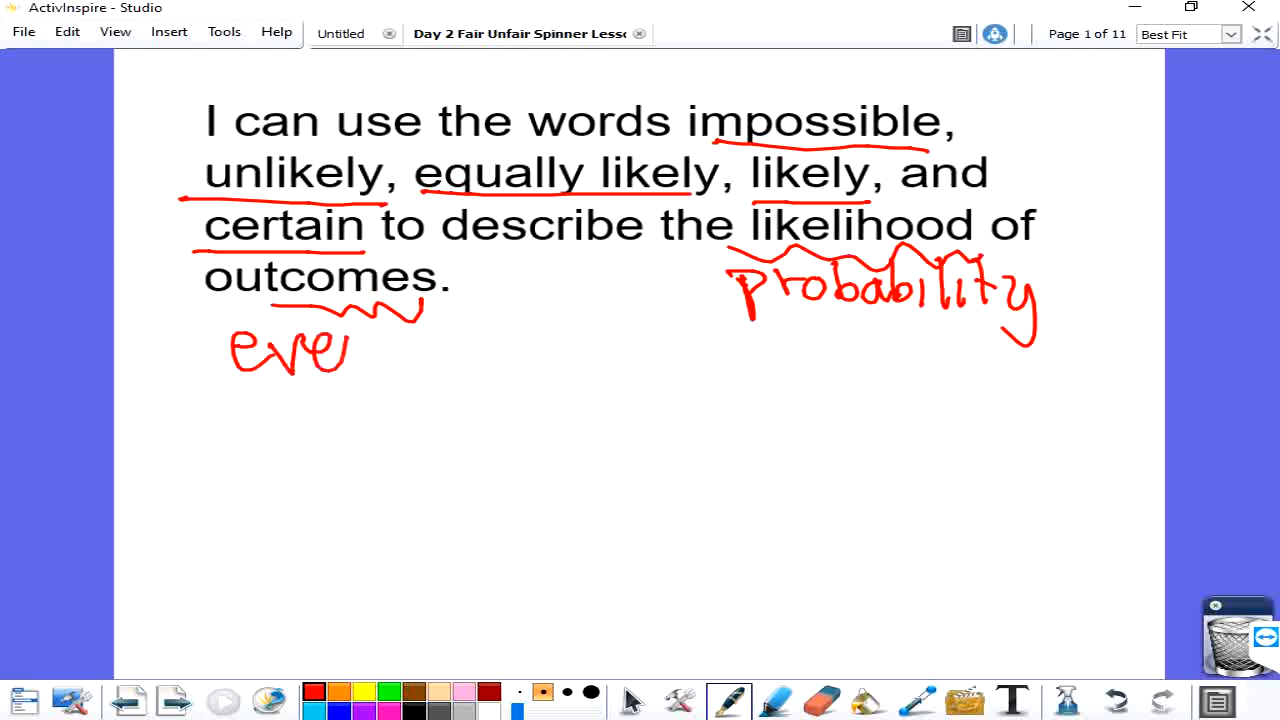 ActivInspire - Studio
File Edit View Insert Tools Help Untitled Day 2 Fair Unfair Spinner Lesso Page 1 of 11 Best Fit
I can use the words impossible,
unlikely, equally likely, likely, and
certain to describe the likelihood of
outcomes.
probability
eve
T